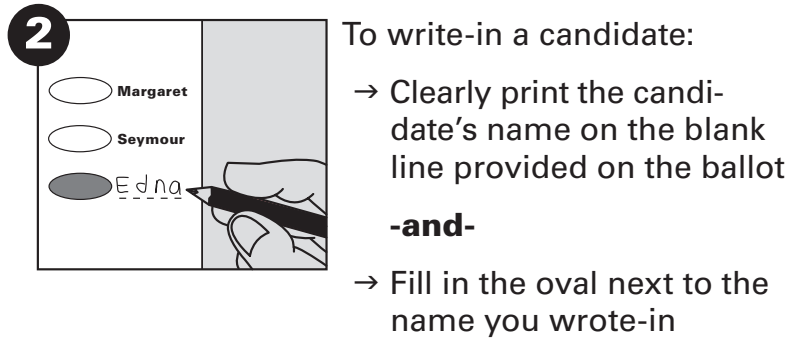 2
Margaret
Seymour
Edna
To write-in a candidate:
→ Clearly print the candi-
date’s name on the blank
line provided on the ballot
-and-
→ Fill in the oval next to the
name you wrote-in